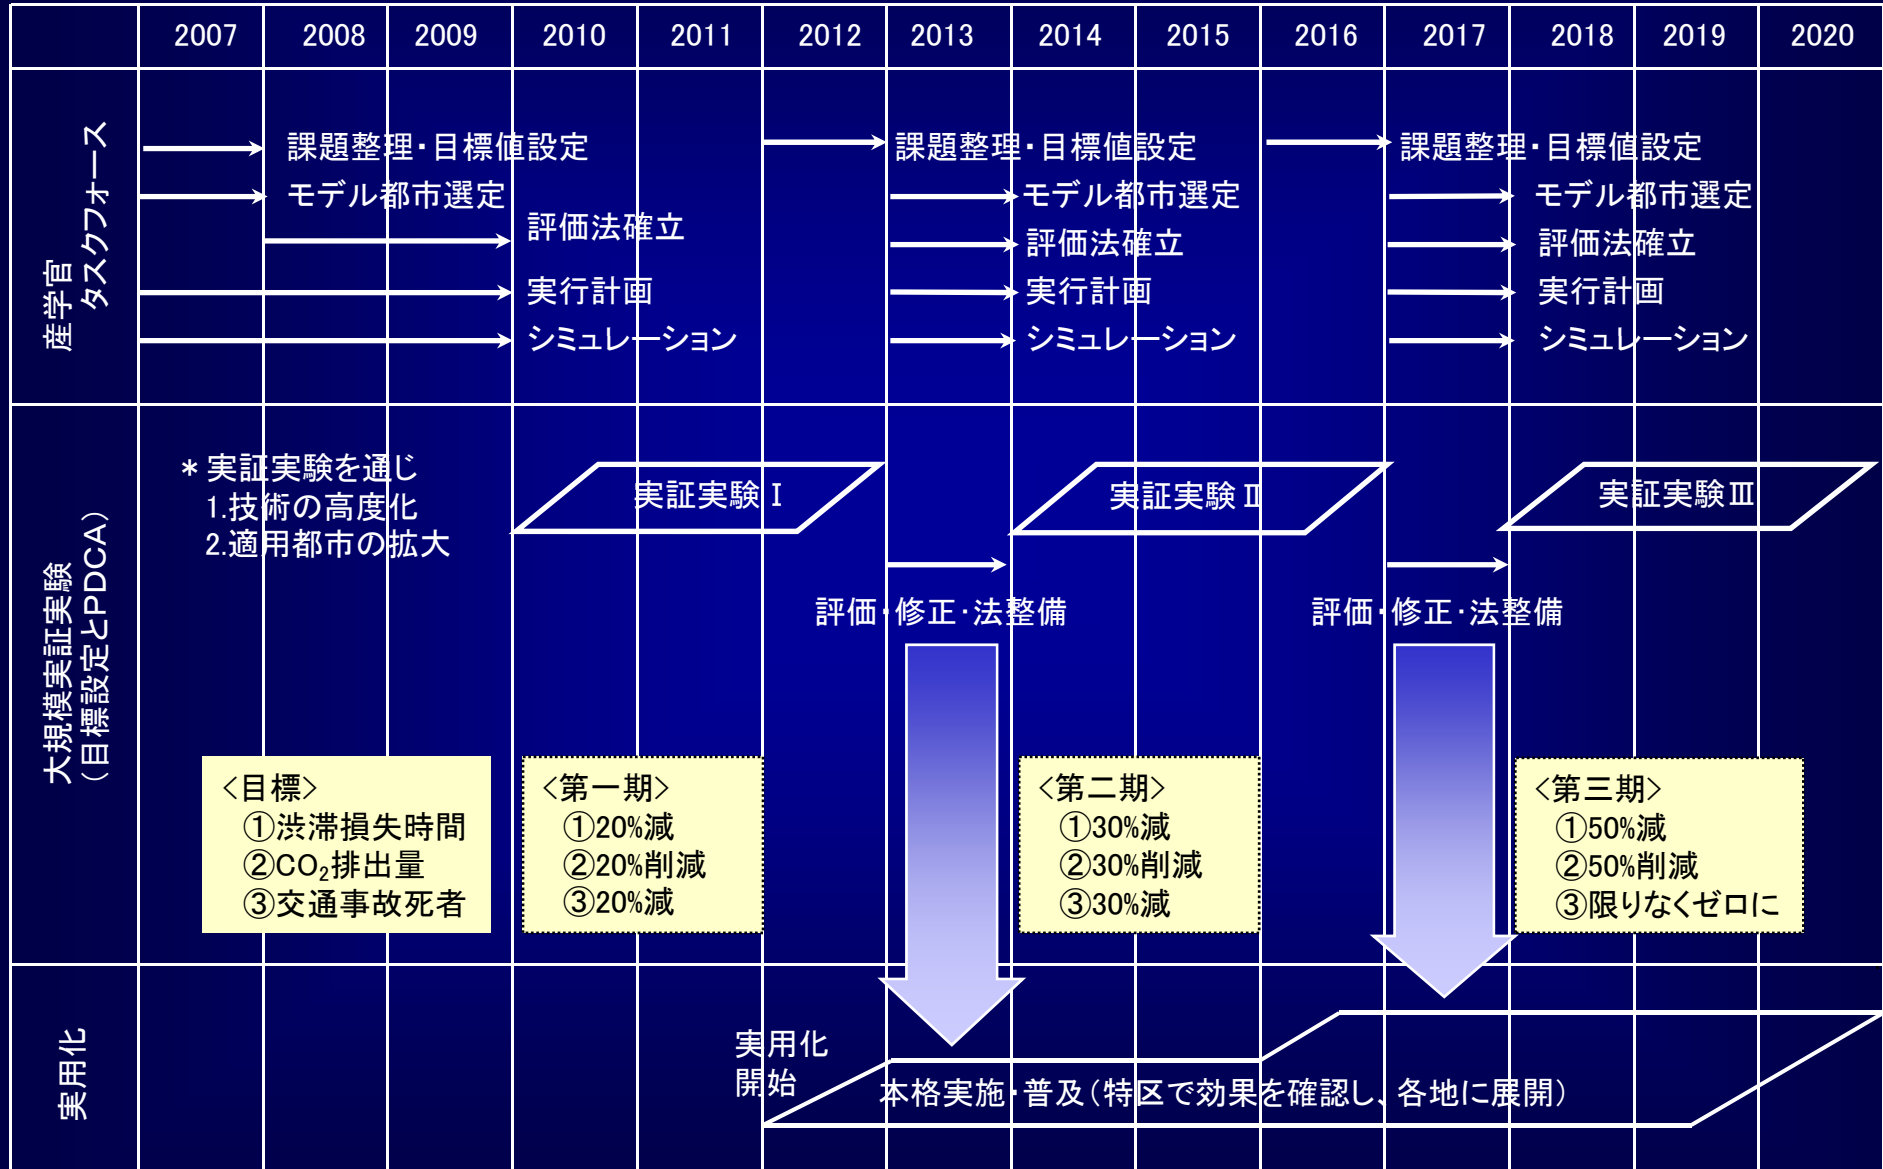 2007 2008 2009 2010 2011 2012 2013 2014 2015 2016 2017 2018 2019 2020
産学官
タスクフォース
課題整理・目標値設定
モデル都市選定
評価法確立
実行計画
シミュレーション
課題整理・目標値設定
モデル都市選定
評価法確立
実行計画
シミュレーション
課題整理・目標値設定
モデル都市選定
評価法確立
実行計画
シミュレーション
大規模実証実験
(目標設定とPDCA)
*実証実験を通じ
1.技術の高度化
2.適用都市の拡大
実証実験Ⅰ
実証実験Ⅱ
実証実験Ⅲ
評価・修正・法整備
評価・修正・法整備
<目標>
①渋滞損失時間
②CO₂排出量
③交通事故死者
<第一期>
①20%減
②20%削減
③20%減
<第二期>
①30%減
②30%削減
③30%減
<第三期>
①50%減
②50%削減
③限りなくゼロに
実用化
実用化
開始
本格実施・普及(特区で効果を確認し、各地に展開)